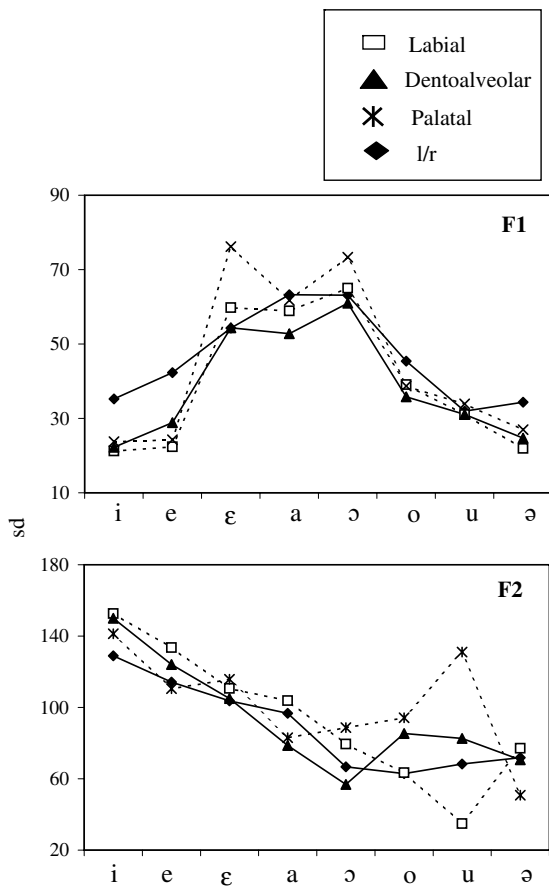 Labial
Dentoalveolar
Palatal
l/r
90
F1
70
50
30
10
i e ɛ a ɔ o u ə
sd
180
F2
140
100
60
20
i e ɛ a ɔ o u ə